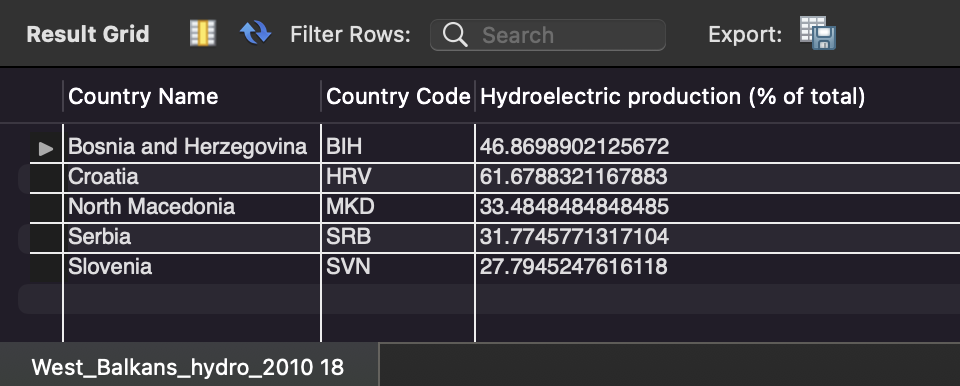 Result Grid Filter Rows: Search Export:
Country Name Country Code Hydroelectric production (% of total)
Bosnia and Herzegovina BIH 46.8698902125672
Croatia HRV 61.6788321167883
North Macedonia MKD 33.4848484848485
Serbia SRB 31.7745771317104
Slovenia SVN 27.7945247616118
West_Balkans_hydro_2010 18